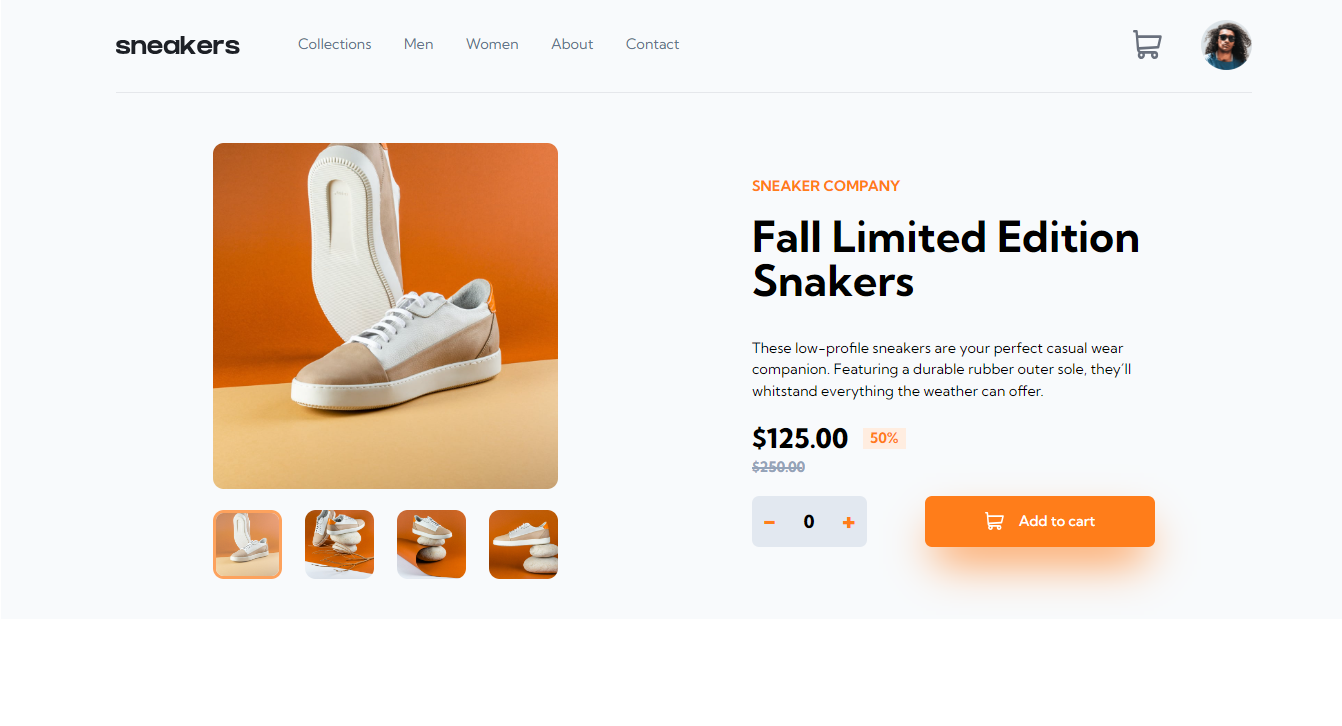 sneakers
Collections Men Women About Contact
SNEAKER COMPANY
Fall Limited Edition
Snakers
These low-profile sneakers are your perfect casual wear
companion. Featuring a durable rubber outer sole, they’ll
whitstand everything the weather can offer.
$125.00 50%
$250.00
- 0 + Add to cart